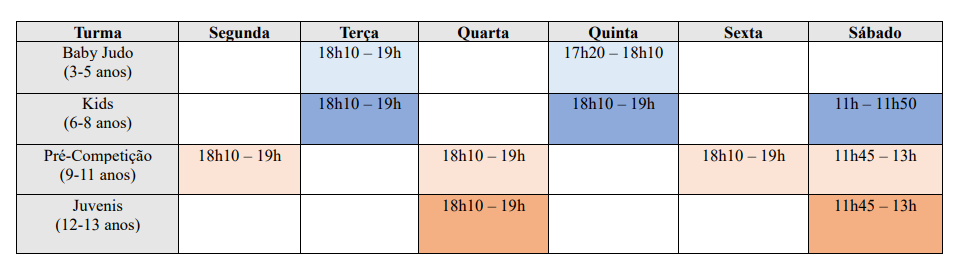 Turma Segunda Terça Quarta Quinta Sexta Sábado
Baby Judo 18h10 – 19h 17h20 – 18h10
(3-5 anos)
Kids 18h10 – 19h 18h10 – 19h 11h – 11h50
(6-8 anos)
Pré-Competição 18h10 – 19h 18h10 – 19h 18h10 – 19h 11h45 – 13h
(9-11 anos)
Juvenis 18h10 – 19h 11h45 – 13h
(12-13 anos)